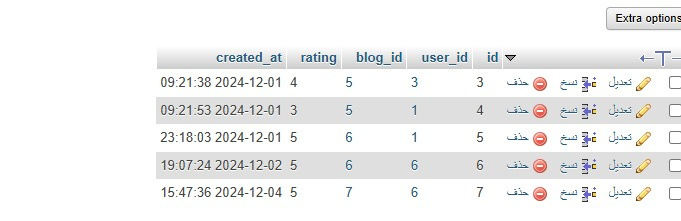 Extra options
created_at rating blog_id user_id id
09:21:38 2024-12-01 4 5 3 3 حذف نسخ تعديل
09:21:53 2024-12-01 3 5 1 4 حذف نسخ تعديل
23:18:03 2024-12-01 5 6 1 5 حذف نسخ تعديل
19:07:24 2024-12-02 5 6 6 6 حذف نسخ تعديل
15:47:36 2024-12-04 5 7 6 7 حذف نسخ تعديل